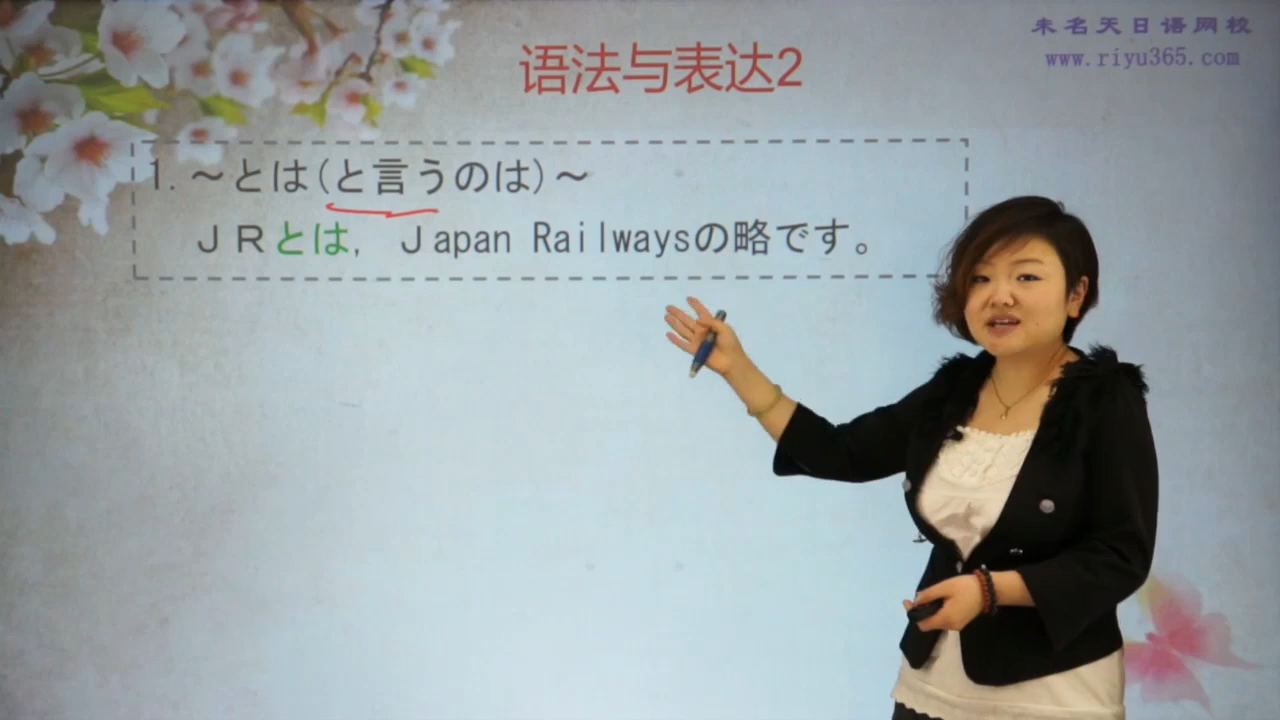 未名天日语网校
www.riyu365.com
语法与表达2
1.～とは(と言うのは)～
ＪＲとは, Ｊapan Railwaysの略です。